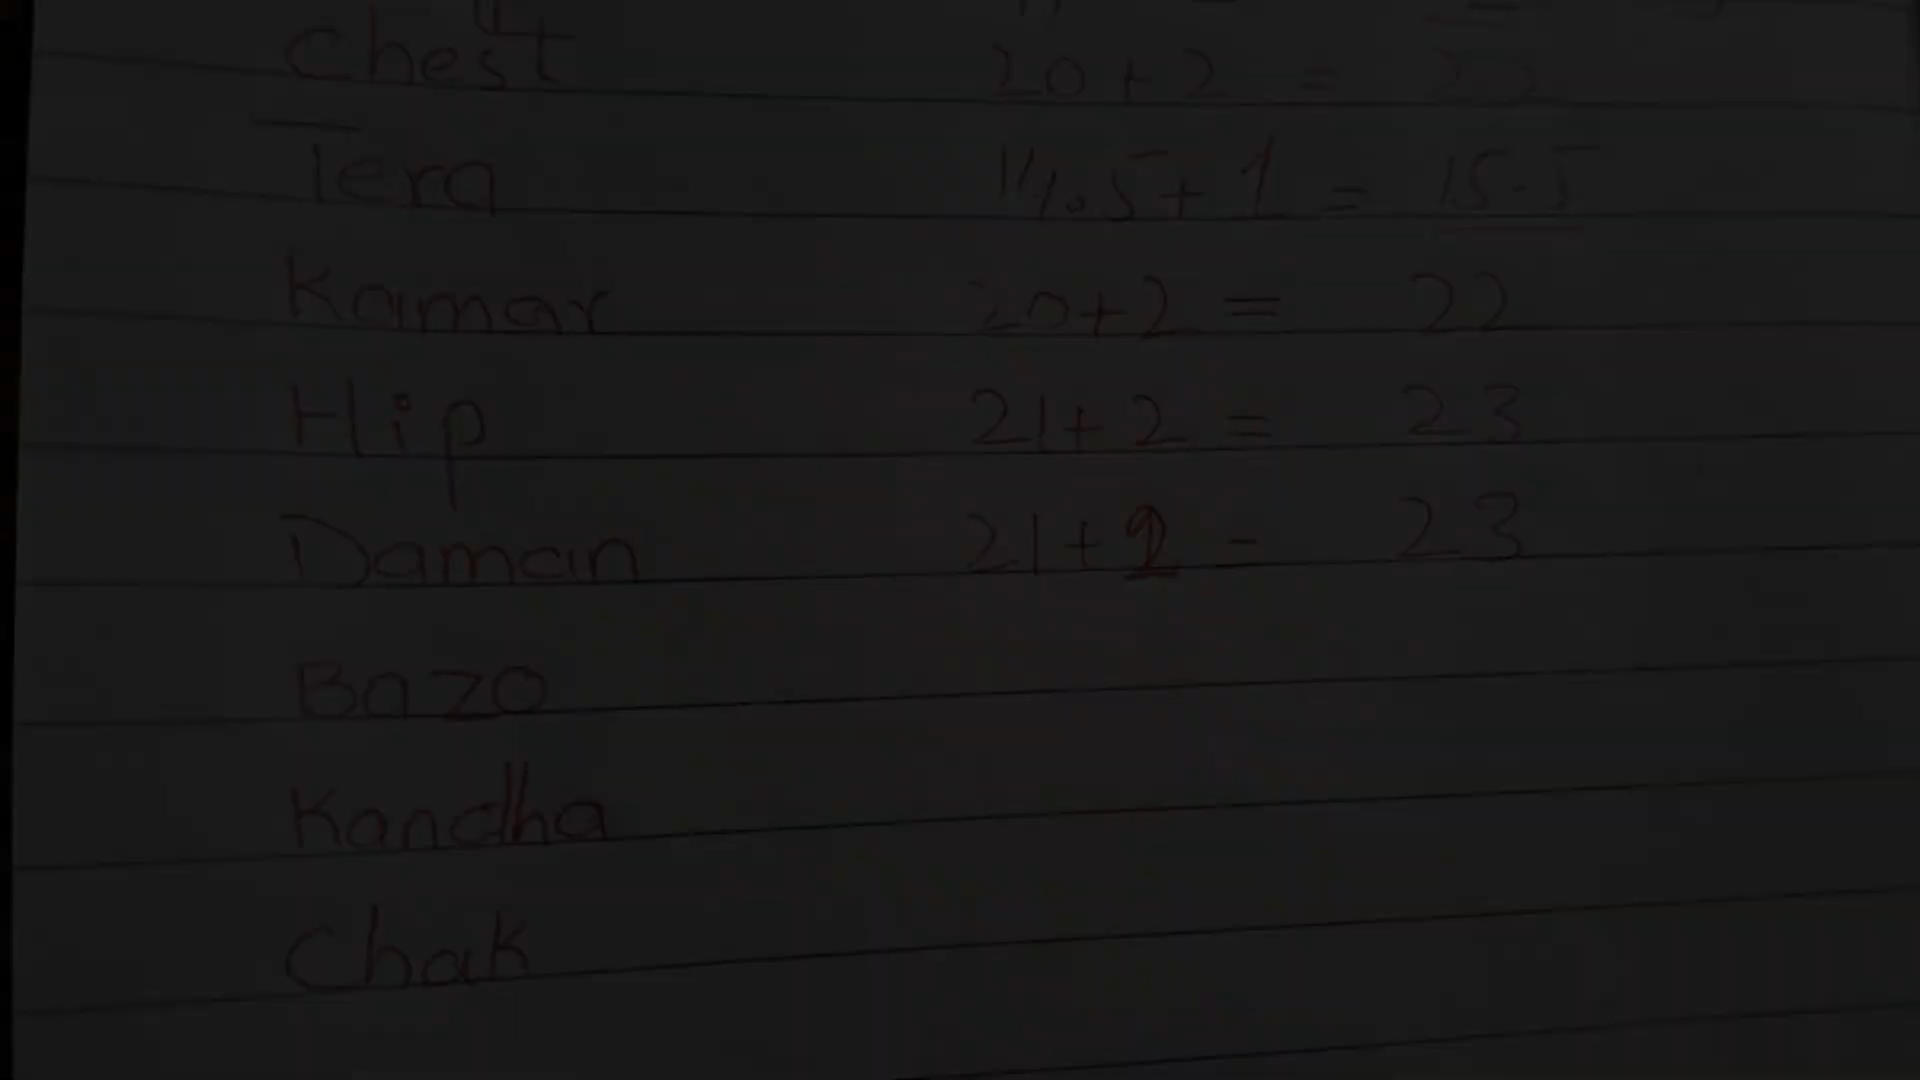 Chest 20+2 = 22
Tera 14.5+1 = 15.5
Kamar 20+2 = 22
Hip 21+2 = 23
Daman 21+2 = 23
Bazo
Kandha
Chak